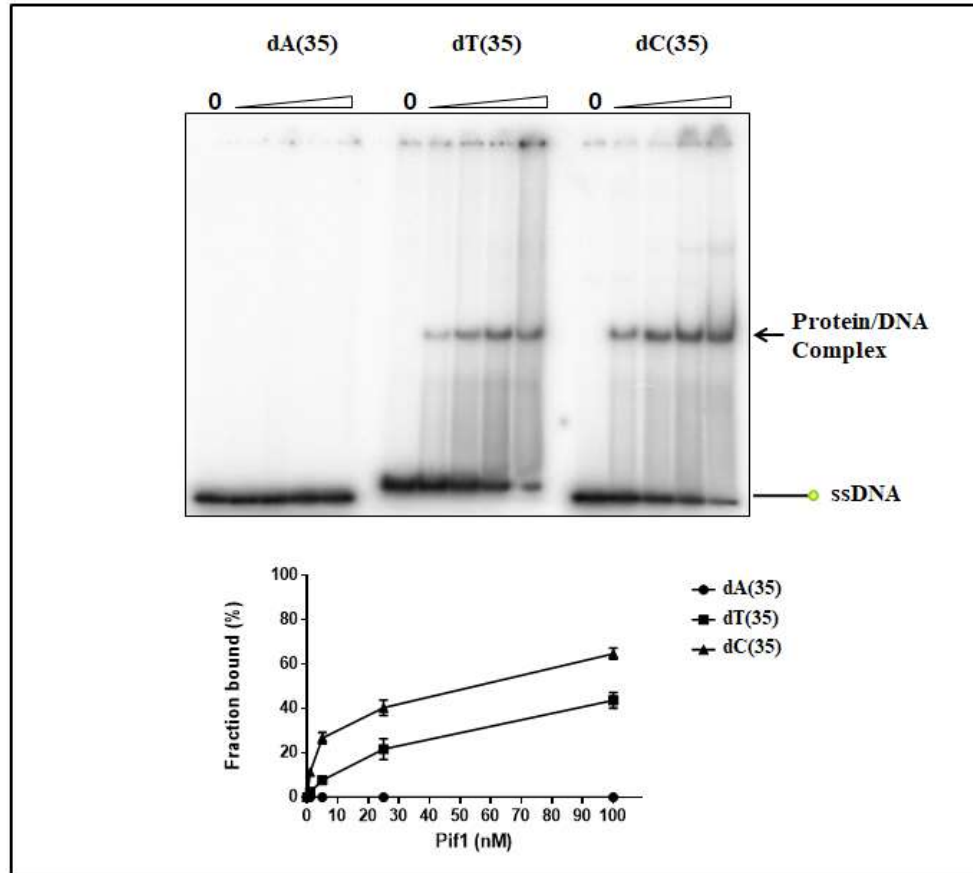 dA(35) dT(35) dC(35)
0 0 0
Protein/DNA
Complex
ssDNA
100
80
60
40
20
0
Fraction bound (%)
0 10 20 30 40 50 60 70 80 90 100
Pif1 (nM)
dA(35)
dT(35)
dC(35)